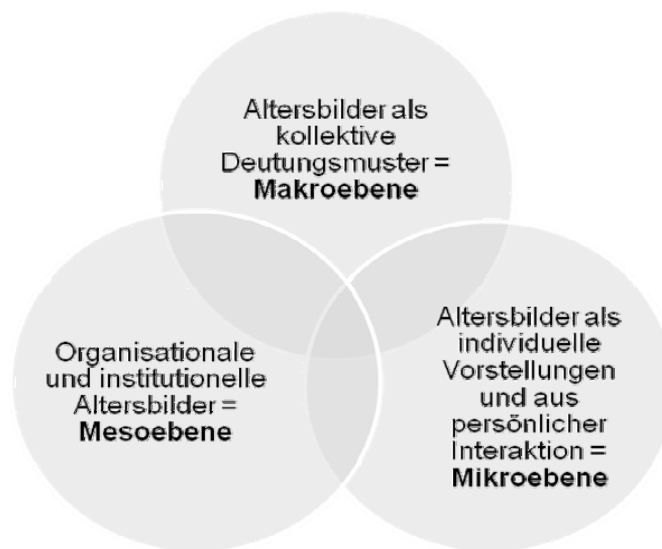 Altersbilder als
kollektive
Deutungsmuster =
Makroebene
Organisationale
und institutionelle
Altersbilder =
Mesoebene
Altersbilder als
individuelle
Vorstellungen
und aus
persönlicher
Interaktion =
Mikroebene